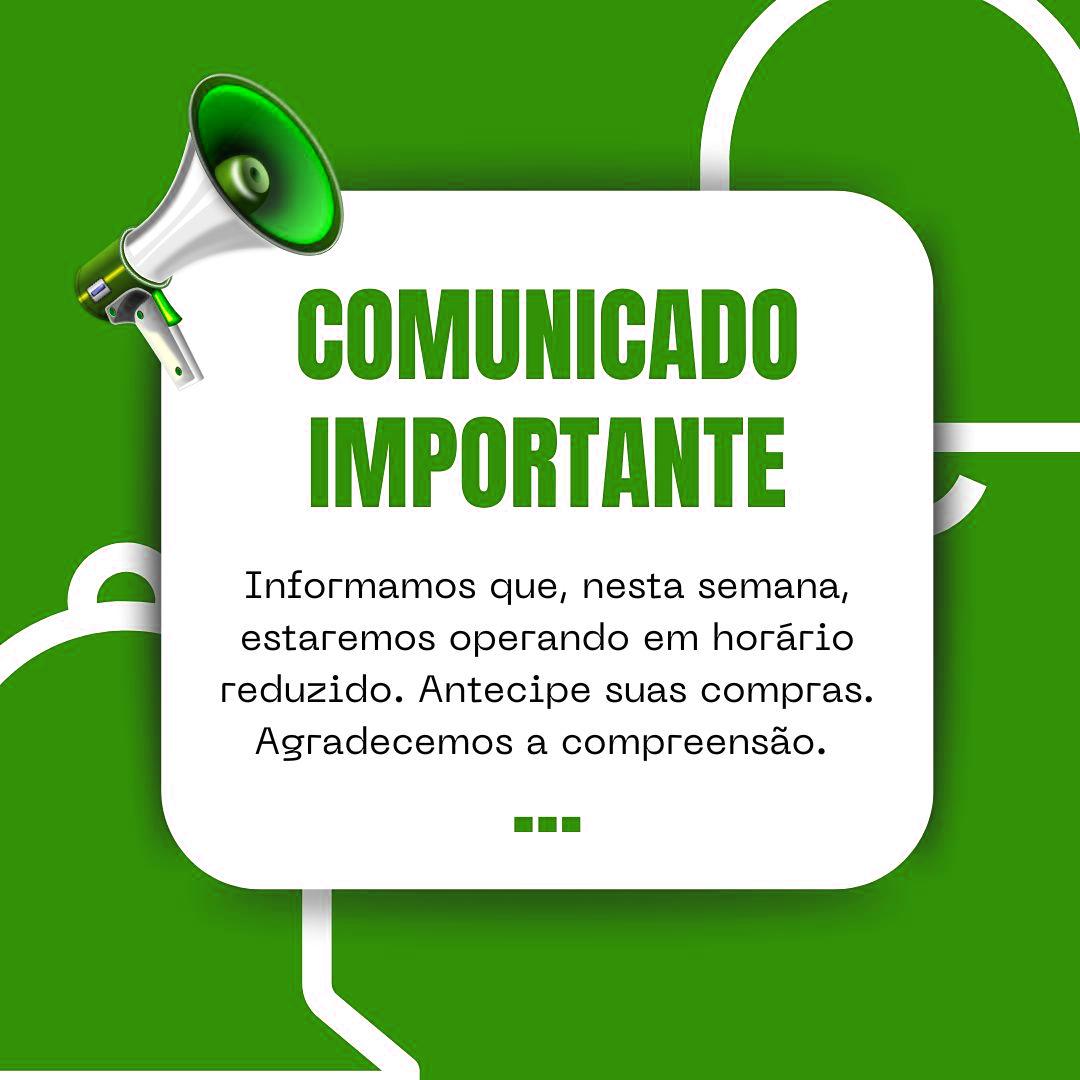 COMUNICADO
IMPORTANTE
Informamos que, nesta semana,
estaremos operando em horário
reduzido. Antecipe suas compras.
Agradecemos a compreensão.